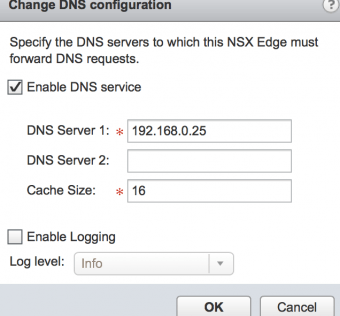 Change DNS configuration
?
Specify the DNS servers to which this NSX Edge must
forward DNS requests.
Enable DNS service
DNS Server 1: * 192.168.0.25
DNS Server 2:
Cache Size: * 16
Enable Logging
Log level: Info
OK Cancel